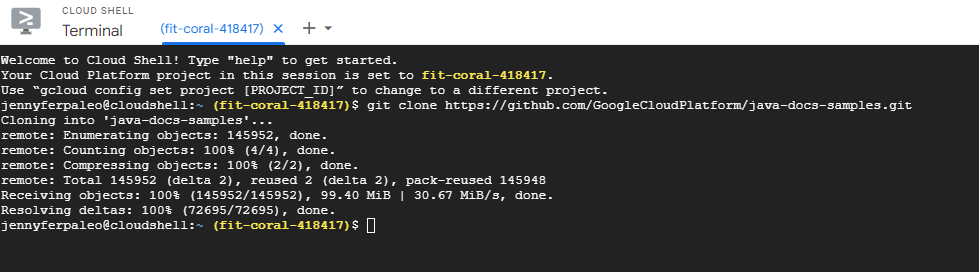 CLOUD SHELL
Terminal
(fit-coral-418417)
Welcome to Cloud Shell! Type "help" to get started.
Your Cloud Platform project in this session is set to fit-coral-418417.
Use “gcloud config set project [PROJECT_ID]” to change to a different project.
jennyferpaleo@cloudshell:~ (fit-coral-418417)$ git clone https://github.com/GoogleCloudPlatform/java-docs-samples.git
Cloning into 'java-docs-samples'...
remote: Enumerating objects: 145952, done.
remote: Counting objects: 100% (4/4), done.
remote: Compressing objects: 100% (2/2), done.
remote: Total 145952 (delta 2), reused 2 (delta 2), pack-reused 145948
Receiving objects: 100% (145952/145952), 99.40 MiB | 30.67 MiB/s, done.
Resolving deltas: 100% (72695/72695), done.
jennyferpaleo@cloudshell:~ (fit-coral-418417)$